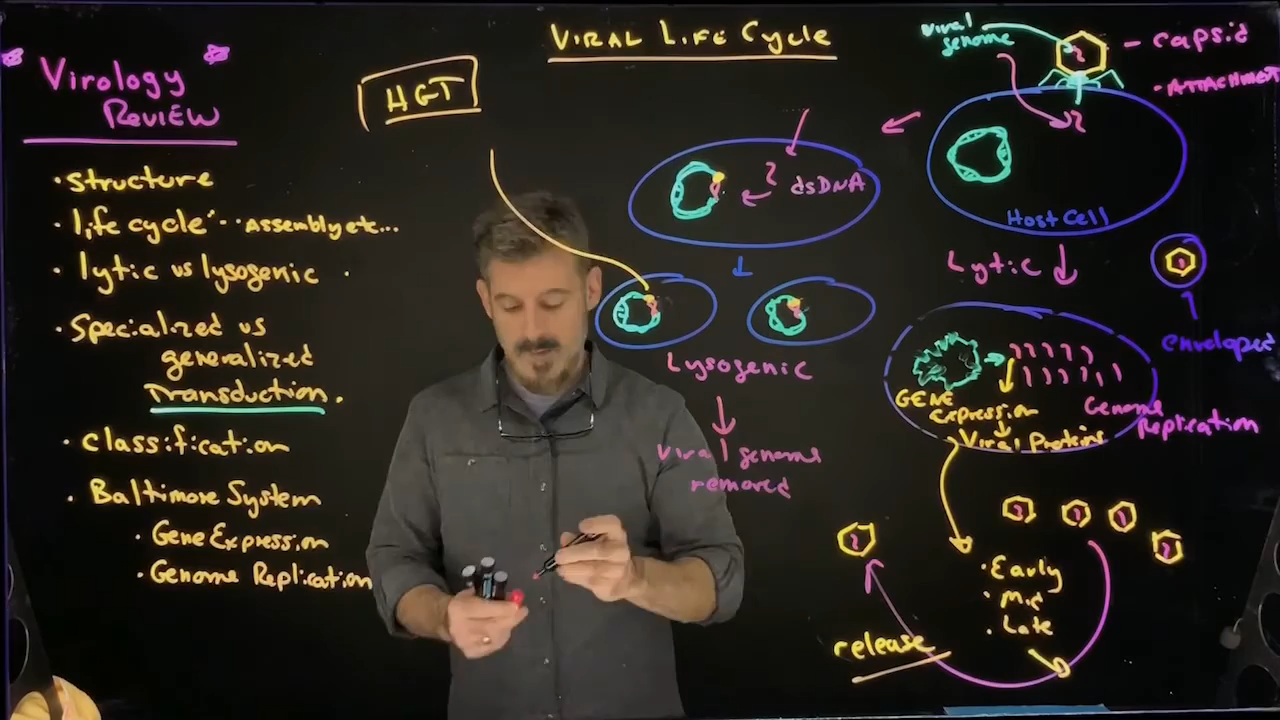 Virology
Review
· Structure
· life cycle · · assembly etc...
· lytic vs lysogenic ·
· Specialized vs
generalized
Transduction.
· Classification
· Baltimore System
· Gene Expression
· Genome Replication
HGT
Viral Life Cycle
viral
genome
- capsid
- ATTACHMENT
Host Cell
dsDNA
Lysogenic
viral genome
removed
Lytic
enveloped
GENE
Expression
Viral Proteins
Genome
Replication
· Early
· Mid
· Late
release